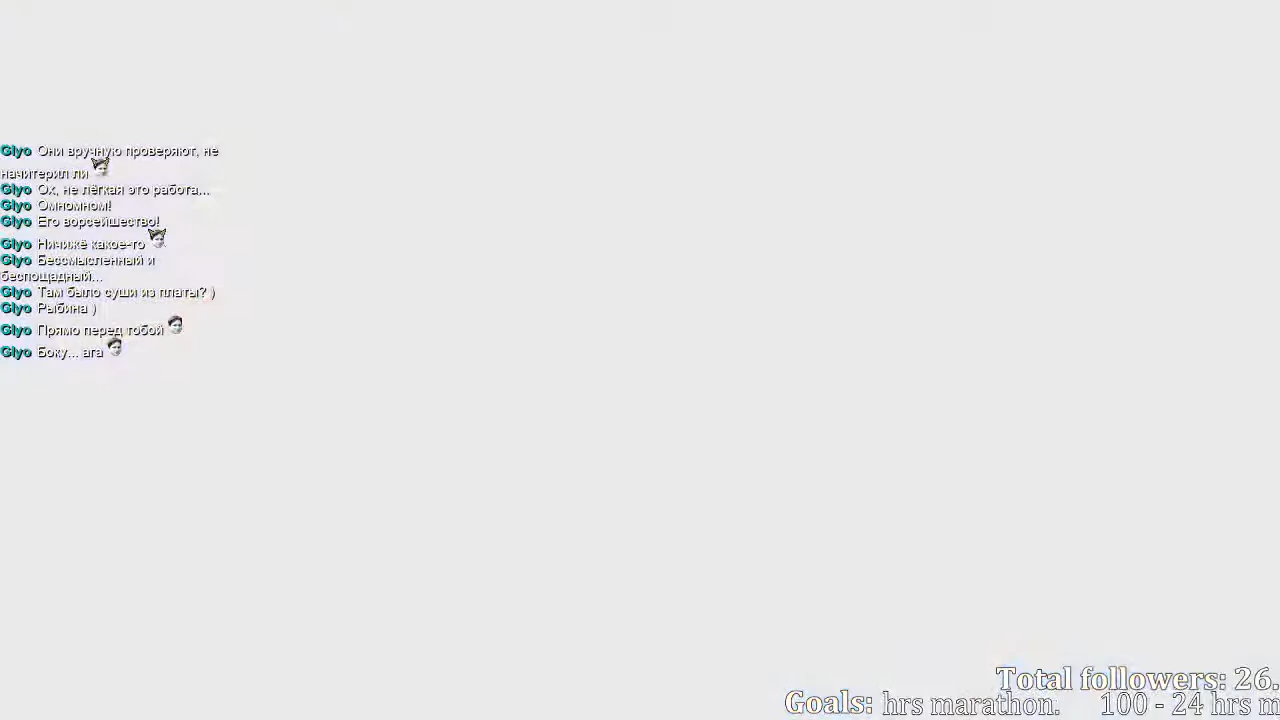 Glyo Они вручную проверяют, не
начитерил ли
Glyo Ох, не лёгкая это работа...
Glyo Омномном!
Glyo Его ворсейшество!
Glyo Ничижё какое-то
Glyo Бессмысленный и
беспощадный...
Glyo Там было суши из платы? )
Glyo Рыбина )
Glyo Прямо перед тобой
Glyo Боку... ага
Total followers: 26.
Goals: hrs marathon. 100 - 24 hrs m